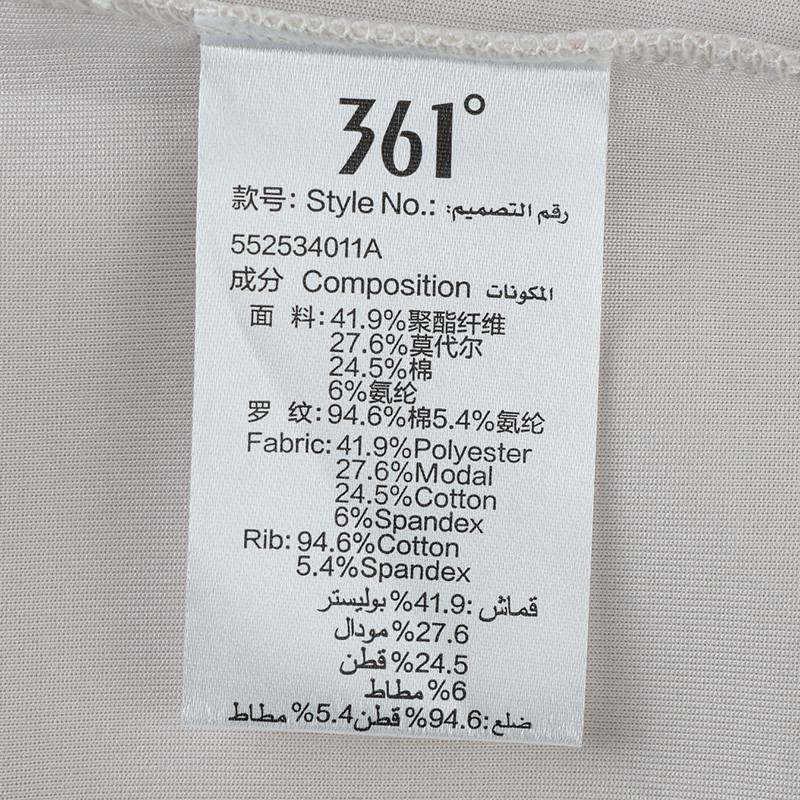 361°
款号: Style No.: رقم التصميم:
552534011A
成分 Composition المكونات
面 料: 41.9%聚酯纤维
27.6%莫代尔
24.5%棉
6%氨纶
罗 纹: 94.6%棉5.4%氨纶
Fabric: 41.9%Polyester
27.6%Modal
24.5%Cotton
6%Spandex
Rib: 94.6%Cotton
5.4%Spandex
قماش: 41.9% بوليستر
27.6% مودال
24.5% قطن
6% مطاط
ضلع: 94.6% قطن 5.4% مطاط